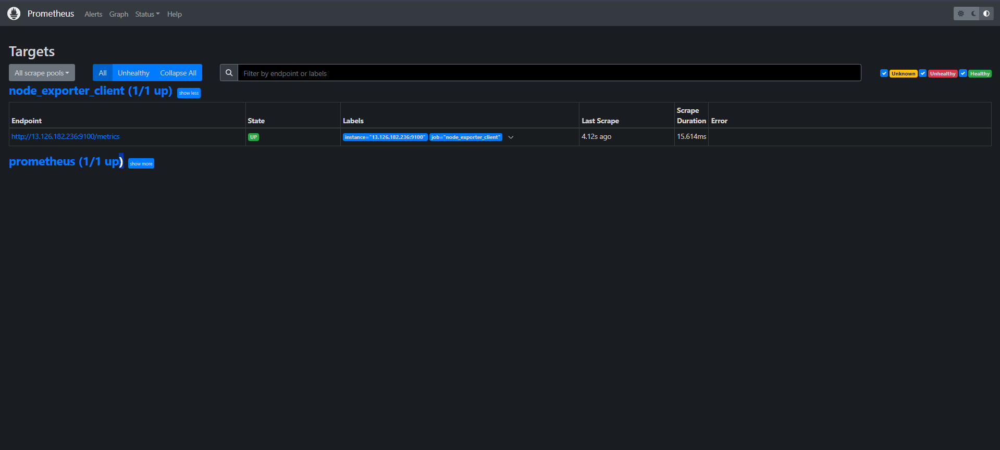 Prometheus Alerts Graph Status Help
Targets
All scrape pools All Unhealthy Collapse All Filter by endpoint or labels Unknown Unhealthy Healthy
node_exporter_client (1/1 up) show less
Endpoint State Labels Last Scrape Scrape Duration Error
http://13.126.182.236:9100/metrics UP instance="13.126.182.236:9100" job="node_exporter_client" 4.12s ago 15.614ms
prometheus (1/1 up) show more